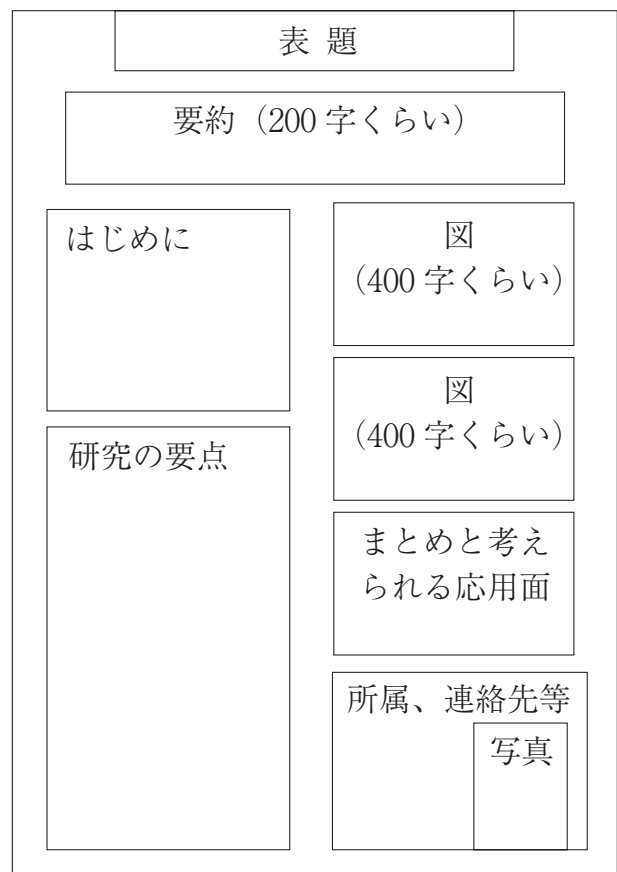 表 題
要約（200 字くらい）
はじめに
研究の要点
図
（400 字くらい）
図
（400 字くらい）
まとめと考え
られる応用面
所属、連絡先等
写真